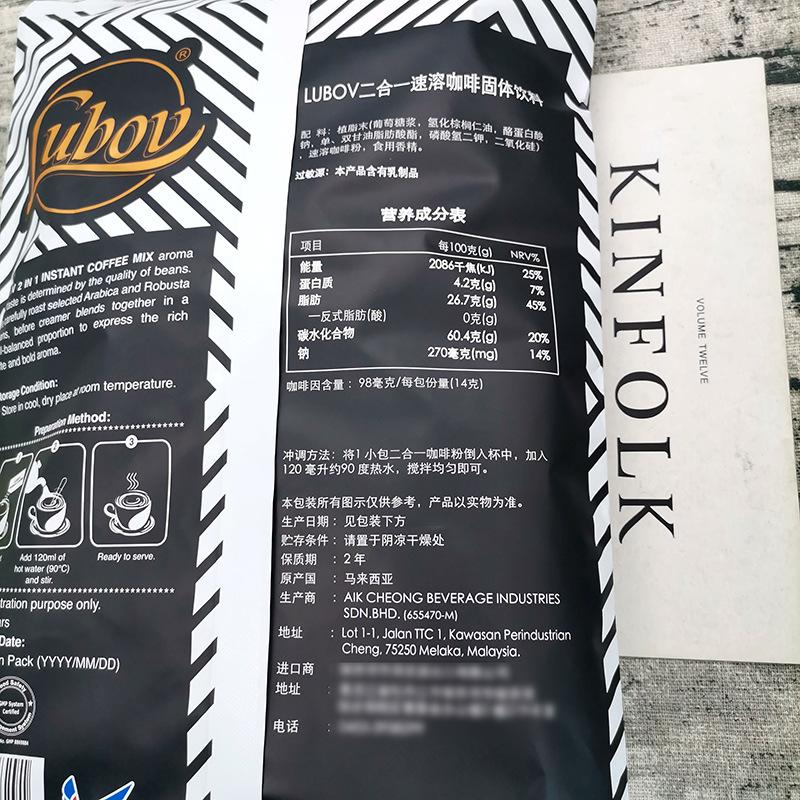 Lubov®
2 IN 1 INSTANT COFFEE MIX aroma
taste is determined by the quality of beans.
carefully roast selected Arabica and Robusta
before creamer blends together in a
-balanced proportion to express the rich
and bold aroma.
Storage Condition:
Store in cool, dry place at room temperature.
Preparation Method:
3
Add 120ml of
hot water (90°C)
and stir.
Ready to serve.
tration purpose only.
Date:
Pack (YYYY/MM/DD)
GMP System
Certified
LUBOV二合一速溶咖啡固体饮料
配 料：植脂末(葡萄糖浆，氢化棕榈仁油，酪蛋白酸
钠，单、双甘油脂肪酸酯，磷酸氢二钾，二氧化硅)
，速溶咖啡粉，食用香精。
过敏源：本产品含有乳制品
营养成分表
项目 每100克(g) NRV%
能量 2086千焦(kJ) 25%
蛋白质 4.2克(g) 7%
脂肪 26.7克(g) 45%
—反式脂肪(酸) 0克(g)
碳水化合物 60.4克(g) 20%
钠 270毫克(mg) 14%
咖啡因含量：98毫克/每包份量(14克)
冲调方法：将1小包二合一咖啡粉倒入杯中，加入
120毫升约90度热水，搅拌均匀即可。
本包装所有图示仅供参考，产品以实物为准。
生产日期：见包装下方
贮存条件：请置于阴凉干燥处
保质期 ：2年
原产国 ：马来西亚
生产商 ：AIK CHEONG BEVERAGE INDUSTRIES
SDN.BHD. (655470-M)
地址 ：Lot 1-1, Jalan TTC 1, Kawasan Perindustrian
Cheng, 75250 Melaka, Malaysia.
进口商
地址 ：
电话 ：
KINFOLK
VOLUME TWELVE